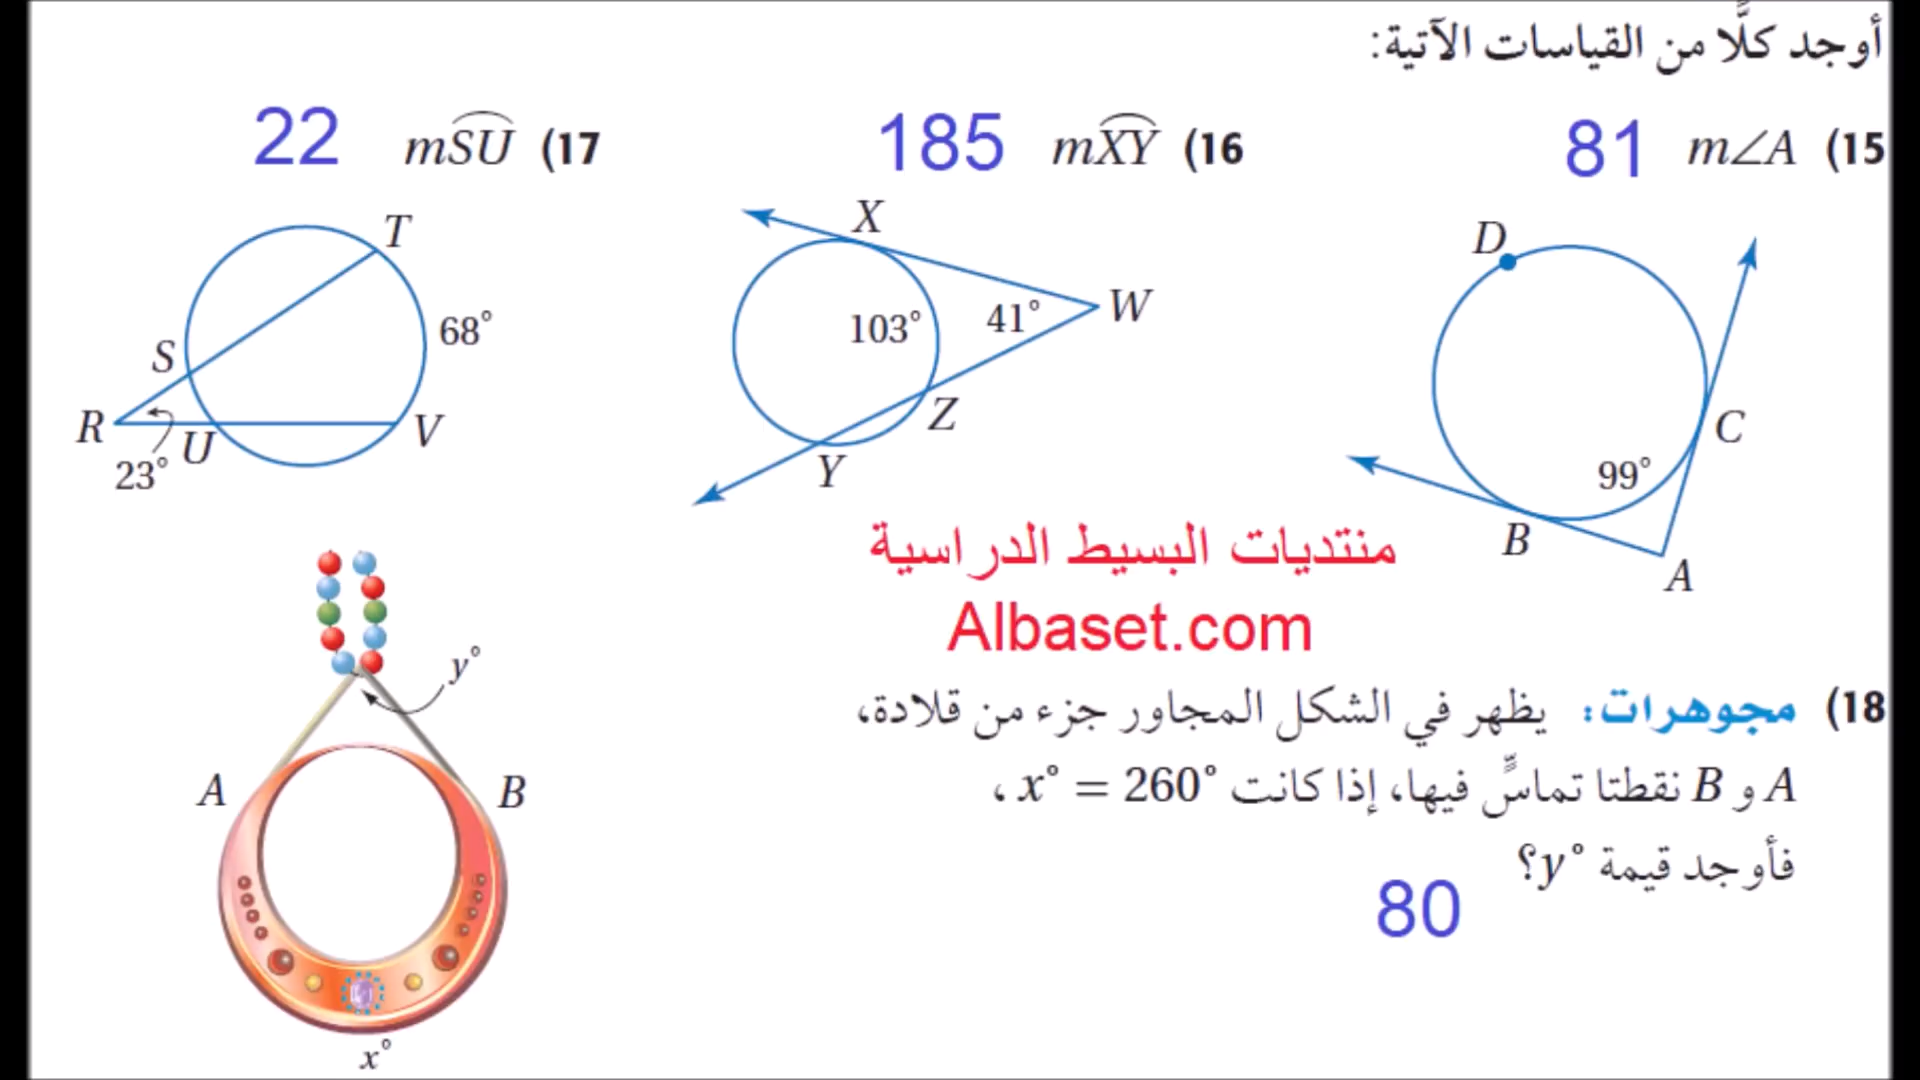 أوجد كلًّا من القياسات الآتية:
15) m∠A 81
16) mXY 185
17) mSU 22
D
C
99°
B
A
X
W
41°
103°
Z
Y
T
68°
S
R
U
V
23°
منتديات البسيط الدراسية
Albaset.com
18) مجوهرات: يظهر في الشكل المجاور جزء من قلادة،
A و B نقطتا تماسٍّ فيها، إذا كانت x° = 260° ،
فأوجد قيمة y°؟
80
y°
A
B
x°